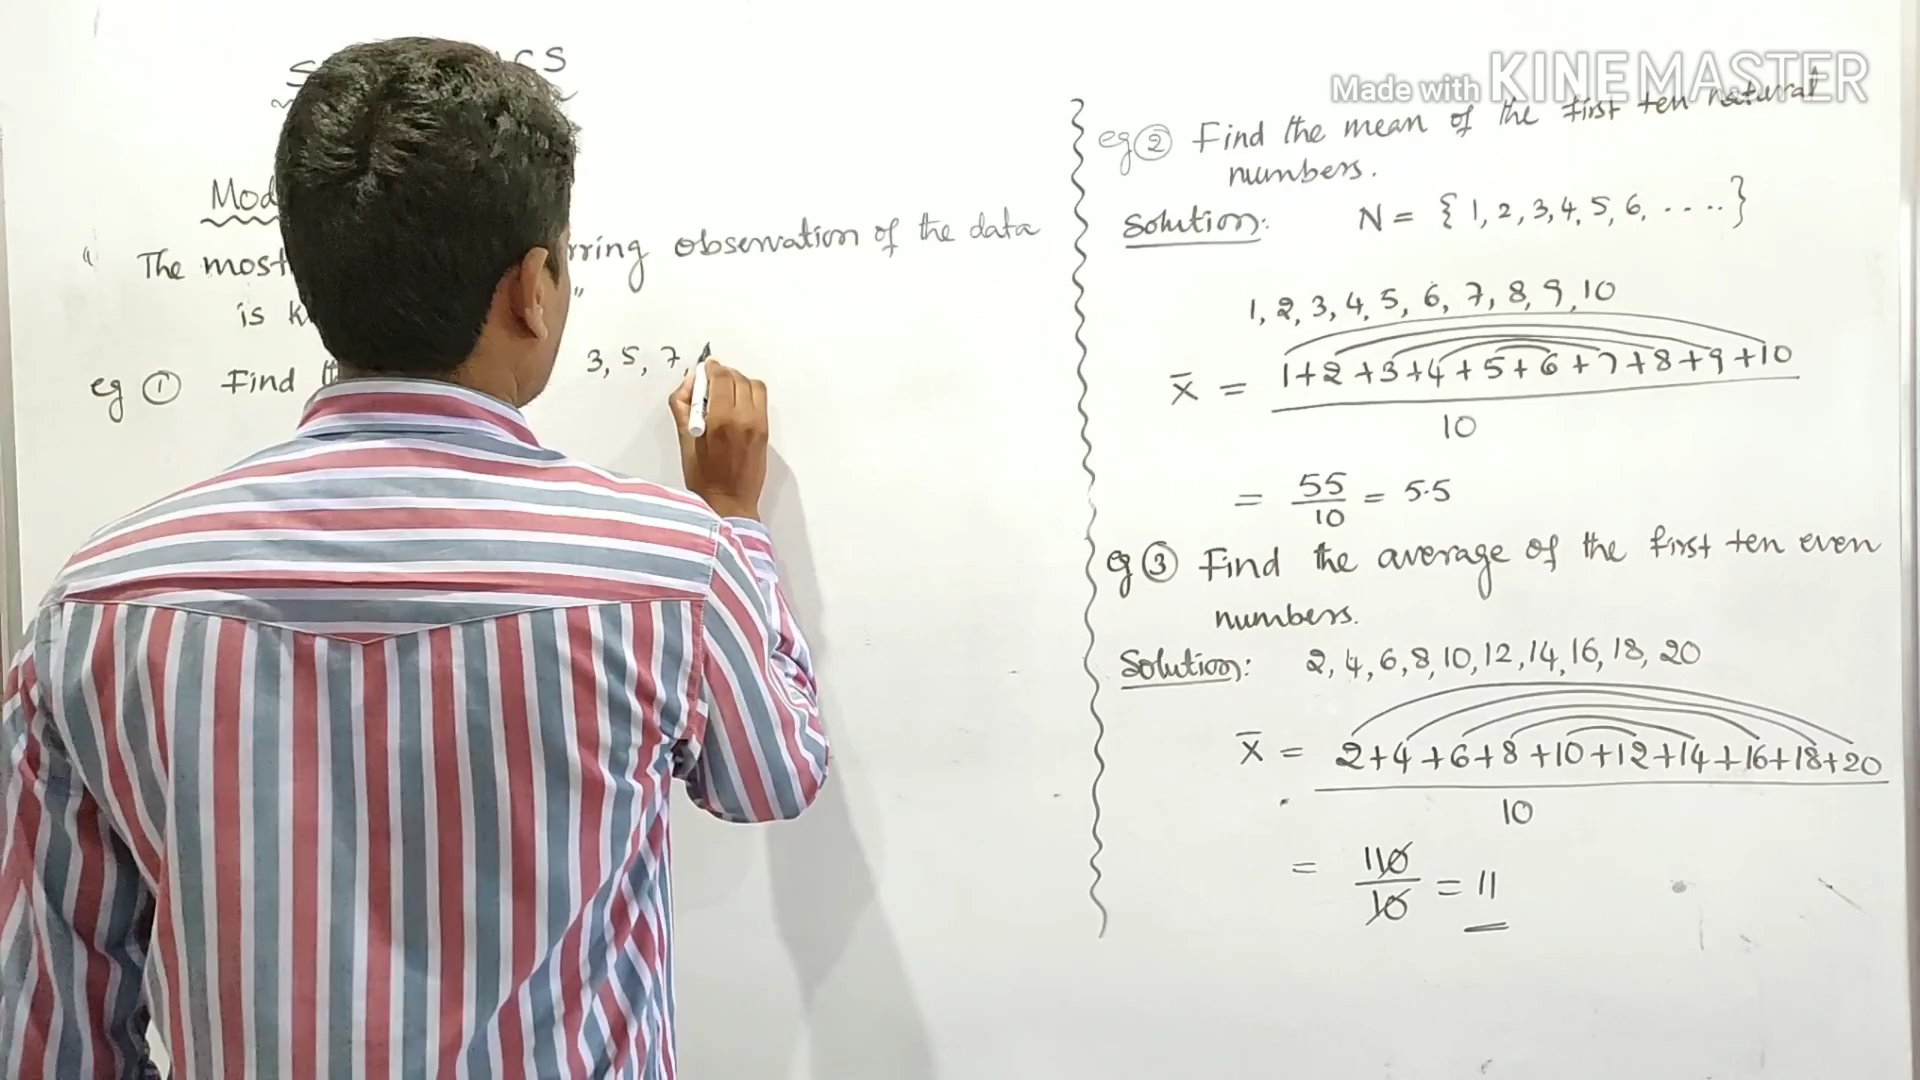 Made with KINEMASTER
" The most rring observation of the data
is "
eg ① Find 3, 5, 7,
eg ② Find the mean of the first ten natural
numbers.
Solution: N = { 1, 2, 3, 4, 5, 6, ..... }
1, 2, 3, 4, 5, 6, 7, 8, 9, 10
x̄ = 1+2+3+4+5+6+7+8+9+10
10
= 55/10 = 5.5
eg ③ Find the average of the first ten even
numbers.
Solution: 2, 4, 6, 8, 10, 12, 14, 16, 18, 20
x̄ = 2+4+6+8+10+12+14+16+18+20
10
= 110/10 = 11